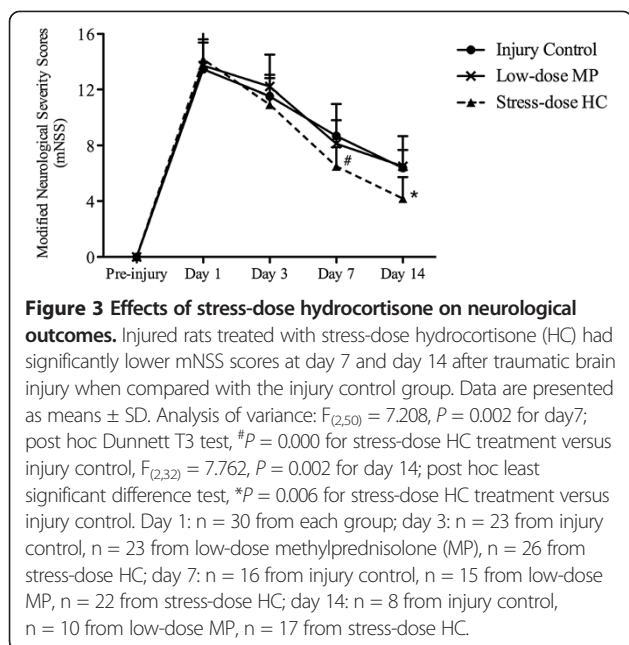 Modified Neurological Severity Scores
(mNSS)
16
12
8
4
0
Pre-injury Day 1 Day 3 Day 7 Day 14
Injury Control
Low-dose MP
Stress-dose HC
#
*
Figure 3 Effects of stress-dose hydrocortisone on neurological
outcomes. Injured rats treated with stress-dose hydrocortisone (HC) had
significantly lower mNSS scores at day 7 and day 14 after traumatic brain
injury when compared with the injury control group. Data are presented
as means ± SD. Analysis of variance: F(2,50) = 7.208, P = 0.002 for day7;
post hoc Dunnett T3 test, #P = 0.000 for stress-dose HC treatment versus
injury control, F(2,32) = 7.762, P = 0.002 for day 14; post hoc least
significant difference test, *P = 0.006 for stress-dose HC treatment versus
injury control. Day 1: n = 30 from each group; day 3: n = 23 from injury
control, n = 23 from low-dose methylprednisolone (MP), n = 26 from
stress-dose HC; day 7: n = 16 from injury control, n = 15 from low-dose
MP, n = 22 from stress-dose HC; day 14: n = 8 from injury control,
n = 10 from low-dose MP, n = 17 from stress-dose HC.